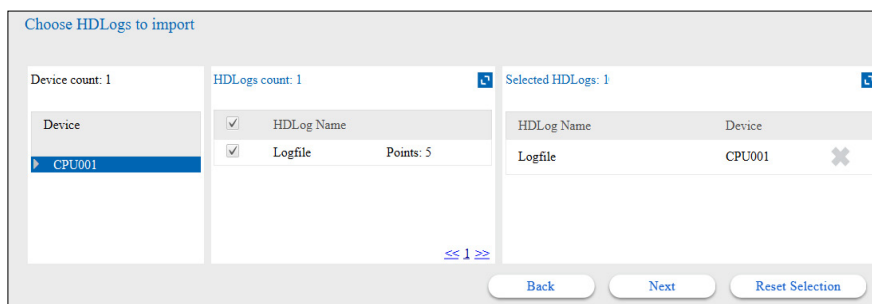 Choose HDLogs to import
Device count: 1
HDLogs count: 1
Selected HDLogs: 1
Device
HDLog Name
HDLog Name
Device
CPU001
Logfile
Points: 5
Logfile
CPU001
<< 1 >>
Back
Next
Reset Selection